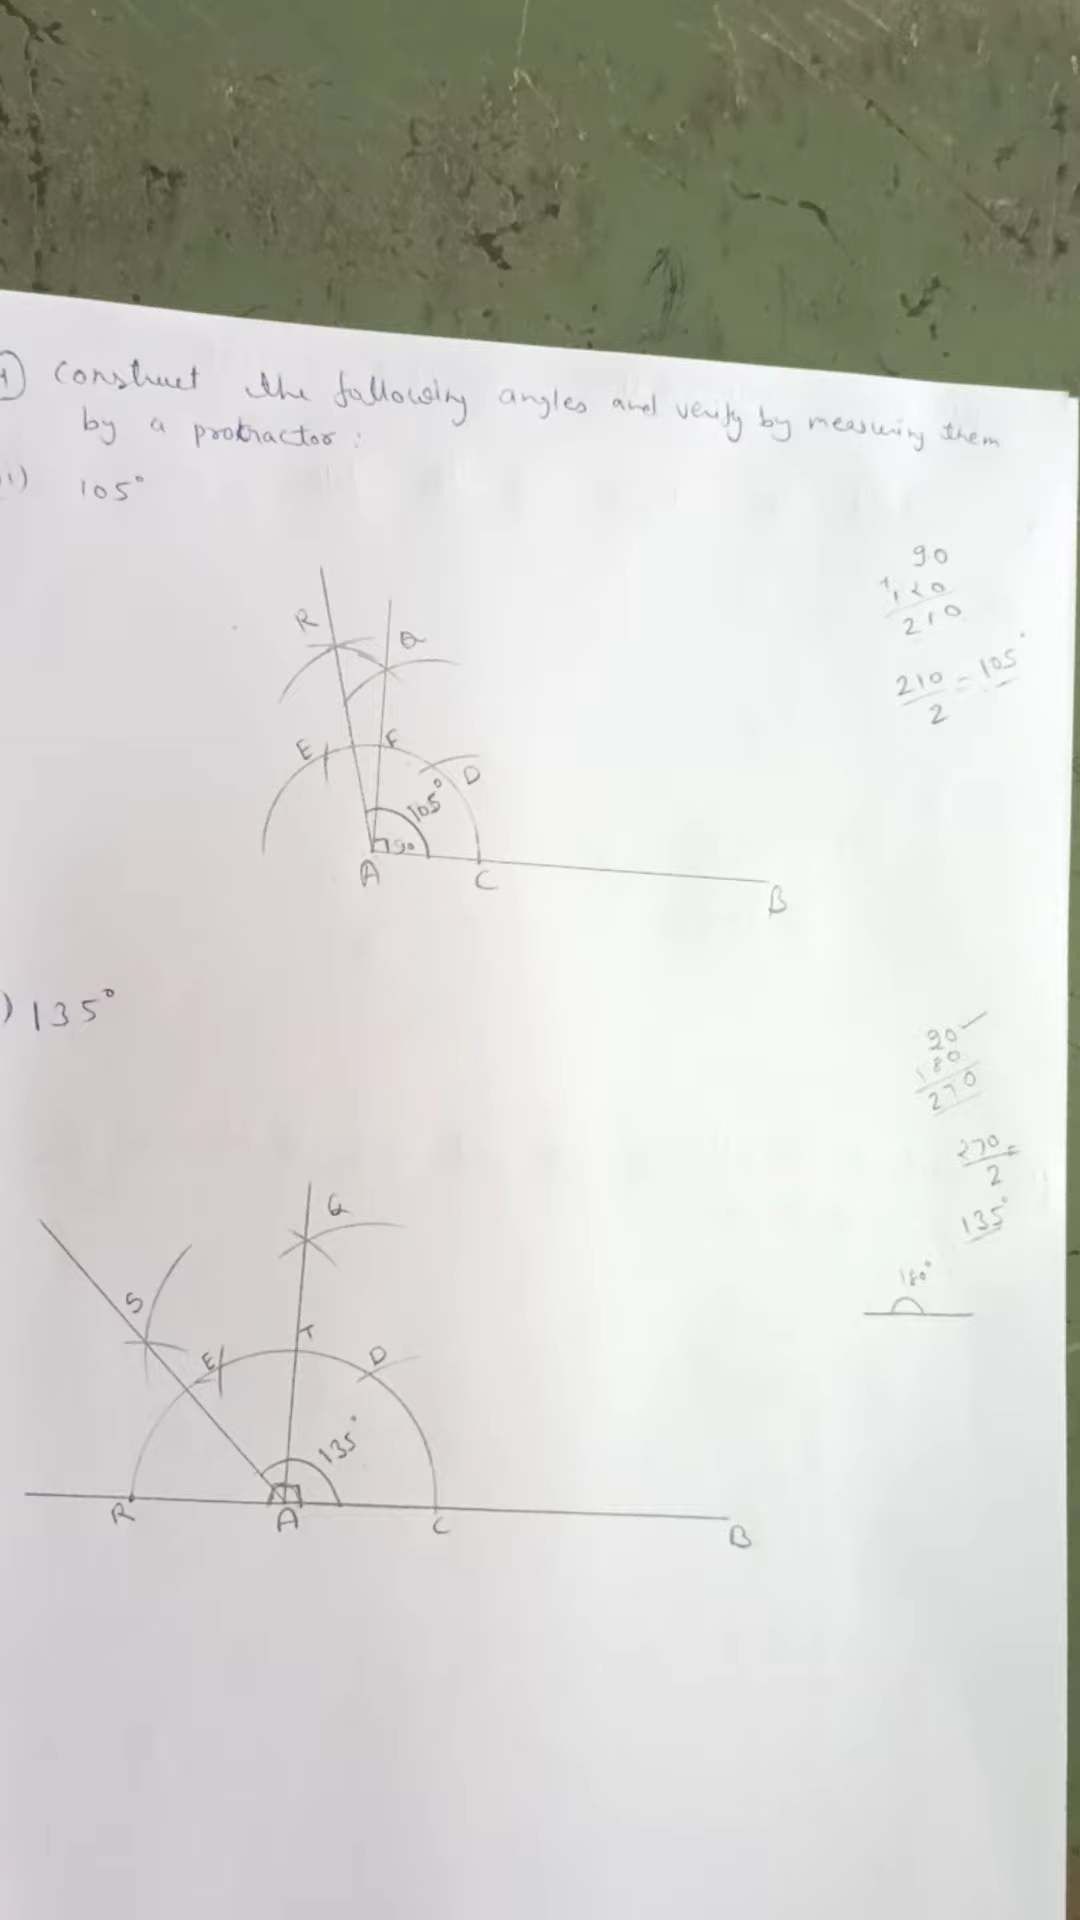 construct the following angles and verify by measuring them
by a protractor:
105°
90
+120
210
210/2 = 105°
R
Q
E
F
D
105°
90
A
C
B
) 135°
90
180
270
270/2 =
135°
180°
Q
S
E
T
D
135°
R
A
C
B